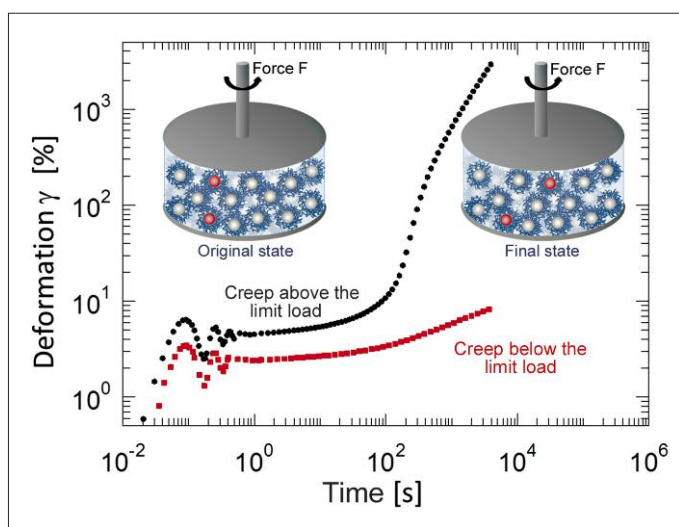 Force F
Force F
Original state
Final state
Creep above the
limit load
Creep below the
limit load
Deformation γ [%]
10³
10²
10¹
10⁰
10⁻²
10⁰
10²
10⁴
10⁶
Time [s]